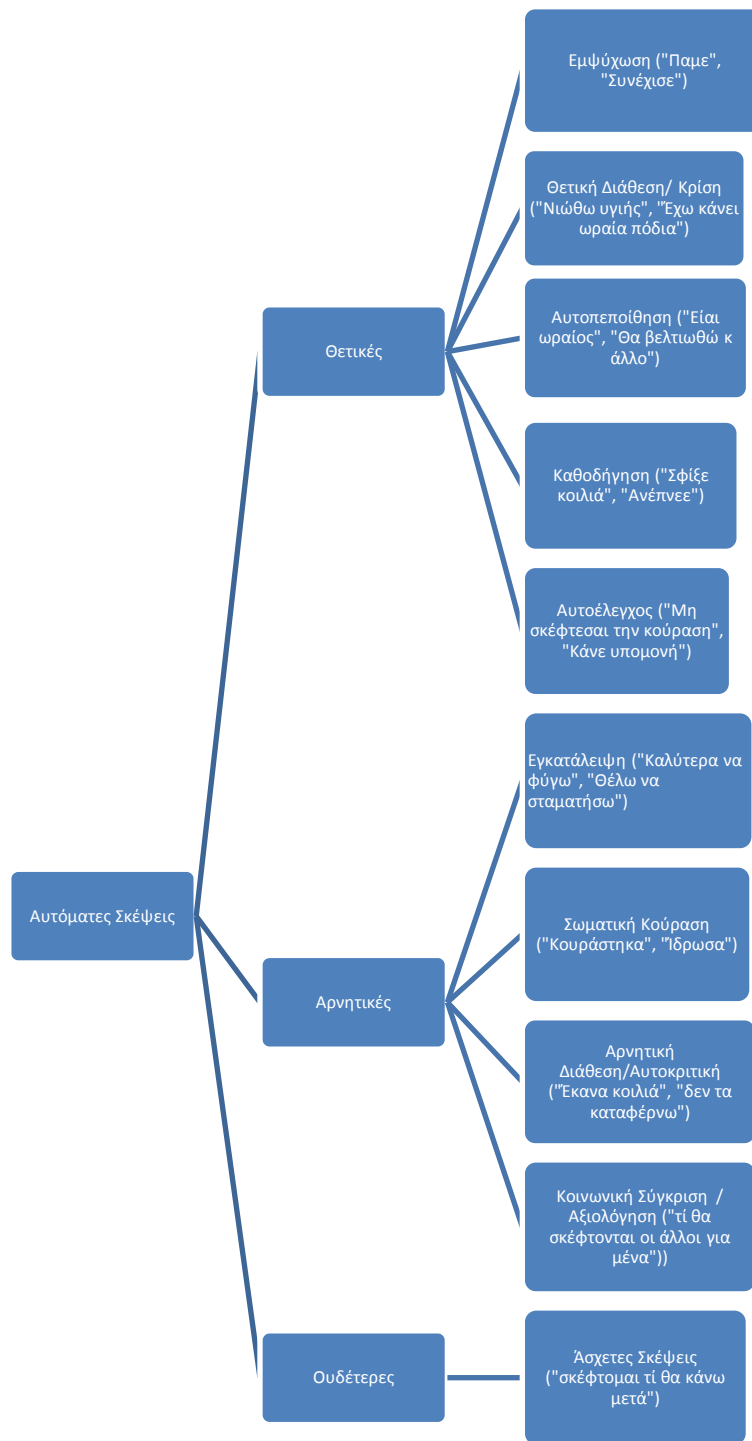 Εμψύχωση ("Παμε",
"Συνέχισε")
Θετική Διάθεση/ Κρίση
("Νιώθω υγιής", "Έχω κάνει
ωραία πόδια")
Θετικές
Αυτοπεποίθηση ("Είαι
ωραίος", "Θα βελτιωθώ κ
άλλο")
Καθοδήγηση ("Σφίξε
κοιλιά", "Ανέπνεε")
Αυτοέλεγχος ("Μη
σκέφτεσαι την κούραση",
"Κάνε υπομονή")
Αυτόματες Σκέψεις
Εγκατάλειψη ("Καλύτερα να
φύγω", "Θέλω να
σταματήσω")
Σωματική Κούραση
("Κουράστηκα", "Ίδρωσα")
Αρνητικές
Αρνητική
Διάθεση/Αυτοκριτική
("Έκανα κοιλιά", "δεν τα
καταφέρνω")
Κοινωνική Σύγκριση /
Αξιολόγηση ("τί θα
σκέφτονται οι άλλοι για
μένα"))
Ουδέτερες
Άσχετες Σκέψεις
("σκέφτομαι τί θα κάνω
μετά")